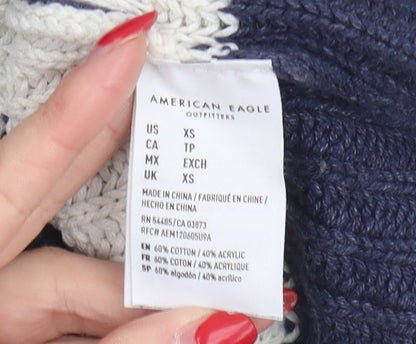 AMERICAN EAGLE
OUTFITTERS
US XS
CA TP
MX EXCH
UK XS
MADE IN CHINA / FABRIQUÉ EN CHINE /
HECHO EN CHINA
RN 54485/CA 03873
RFC# AEM120605U9A
EN 60% COTTON / 40% ACRYLIC
FR 60% COTON / 40% ACRYLIQUE
SP 60% algodón / 40% acrílico